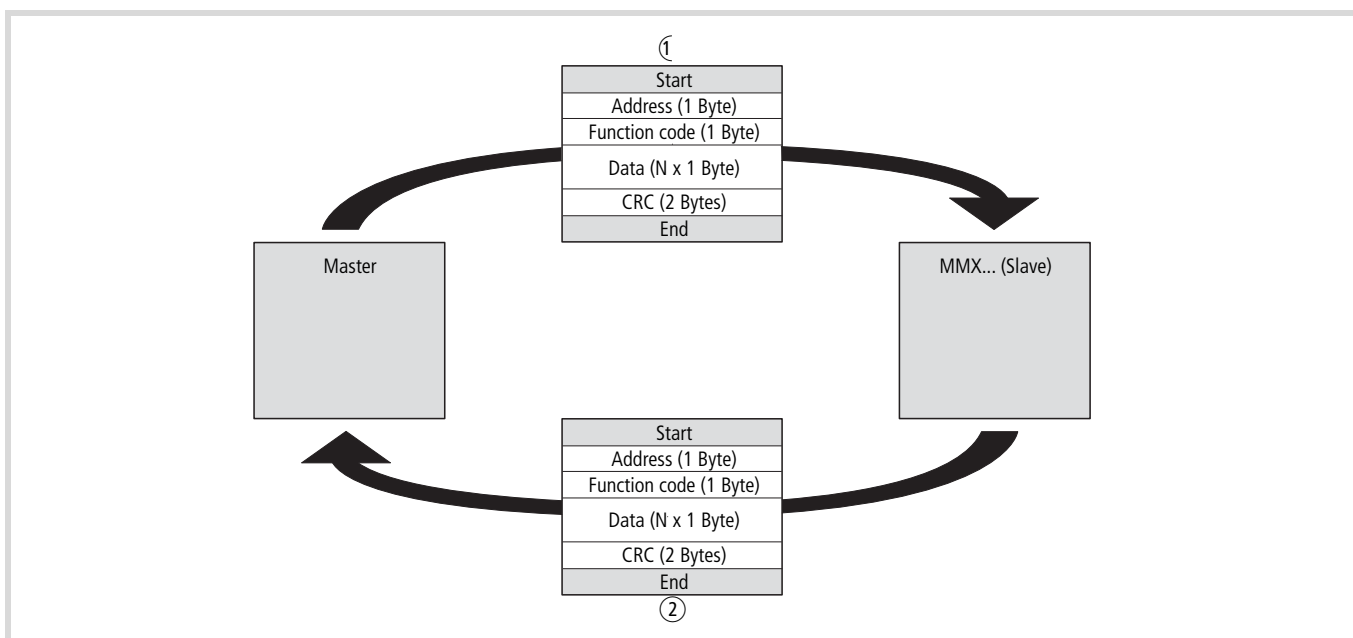 ①
Start
Address (1 Byte)
Function code (1 Byte)
Data (N x 1 Byte)
CRC (2 Bytes)
End
Master
MMX... (Slave)
Start
Address (1 Byte)
Function code (1 Byte)
Data (N x 1 Byte)
CRC (2 Bytes)
End
②